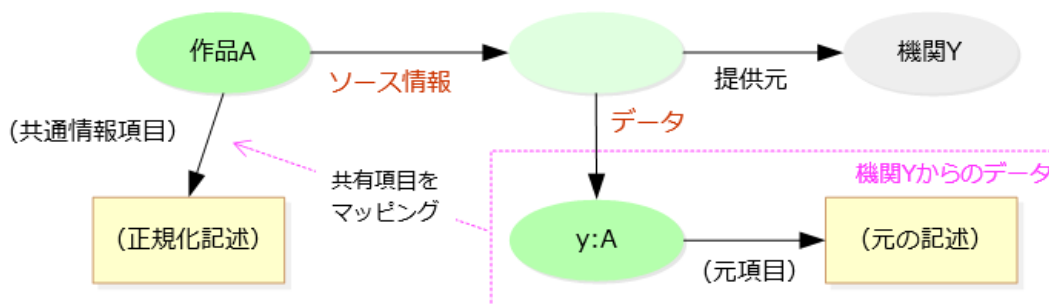 作品A
ソース情報
提供元
機関Y
(共通情報項目)
データ
機関Yからのデータ
共有項目を
マッピング
(正規化記述)
y:A
(元項目)
(元の記述)